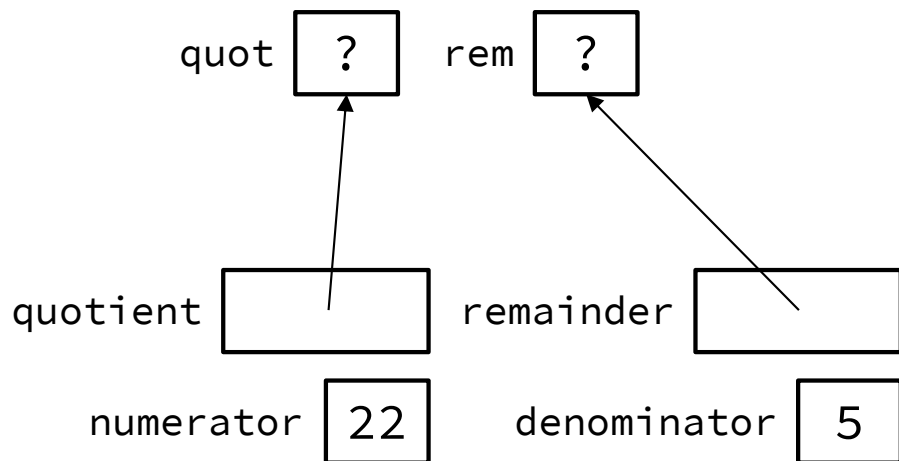 quot ? rem ?
quotient remainder
numerator 22 denominator 5